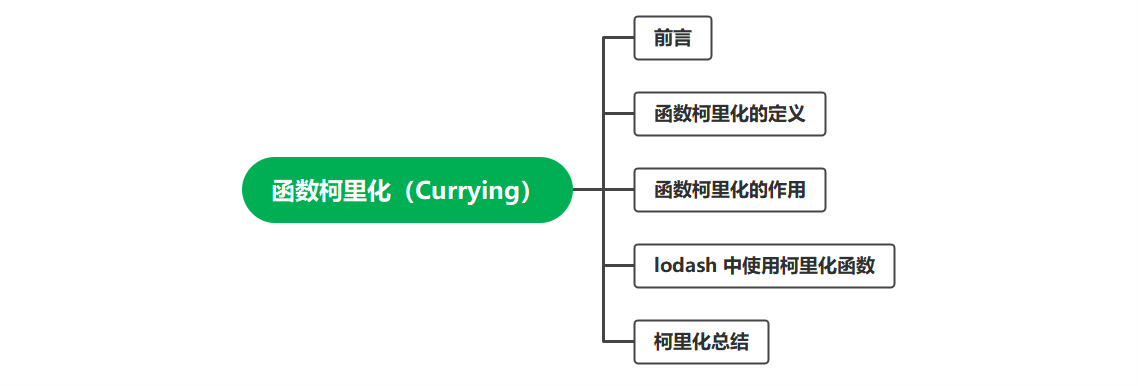 函数柯里化（Currying）
前言
函数柯里化的定义
函数柯里化的作用
lodash 中使用柯里化函数
柯里化总结